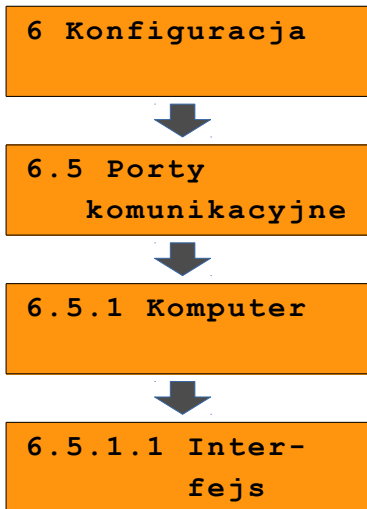 6 Konfiguracja
6.5 Porty
komunikacyjne
6.5.1 Komputer
6.5.1.1 Inter-
fejs